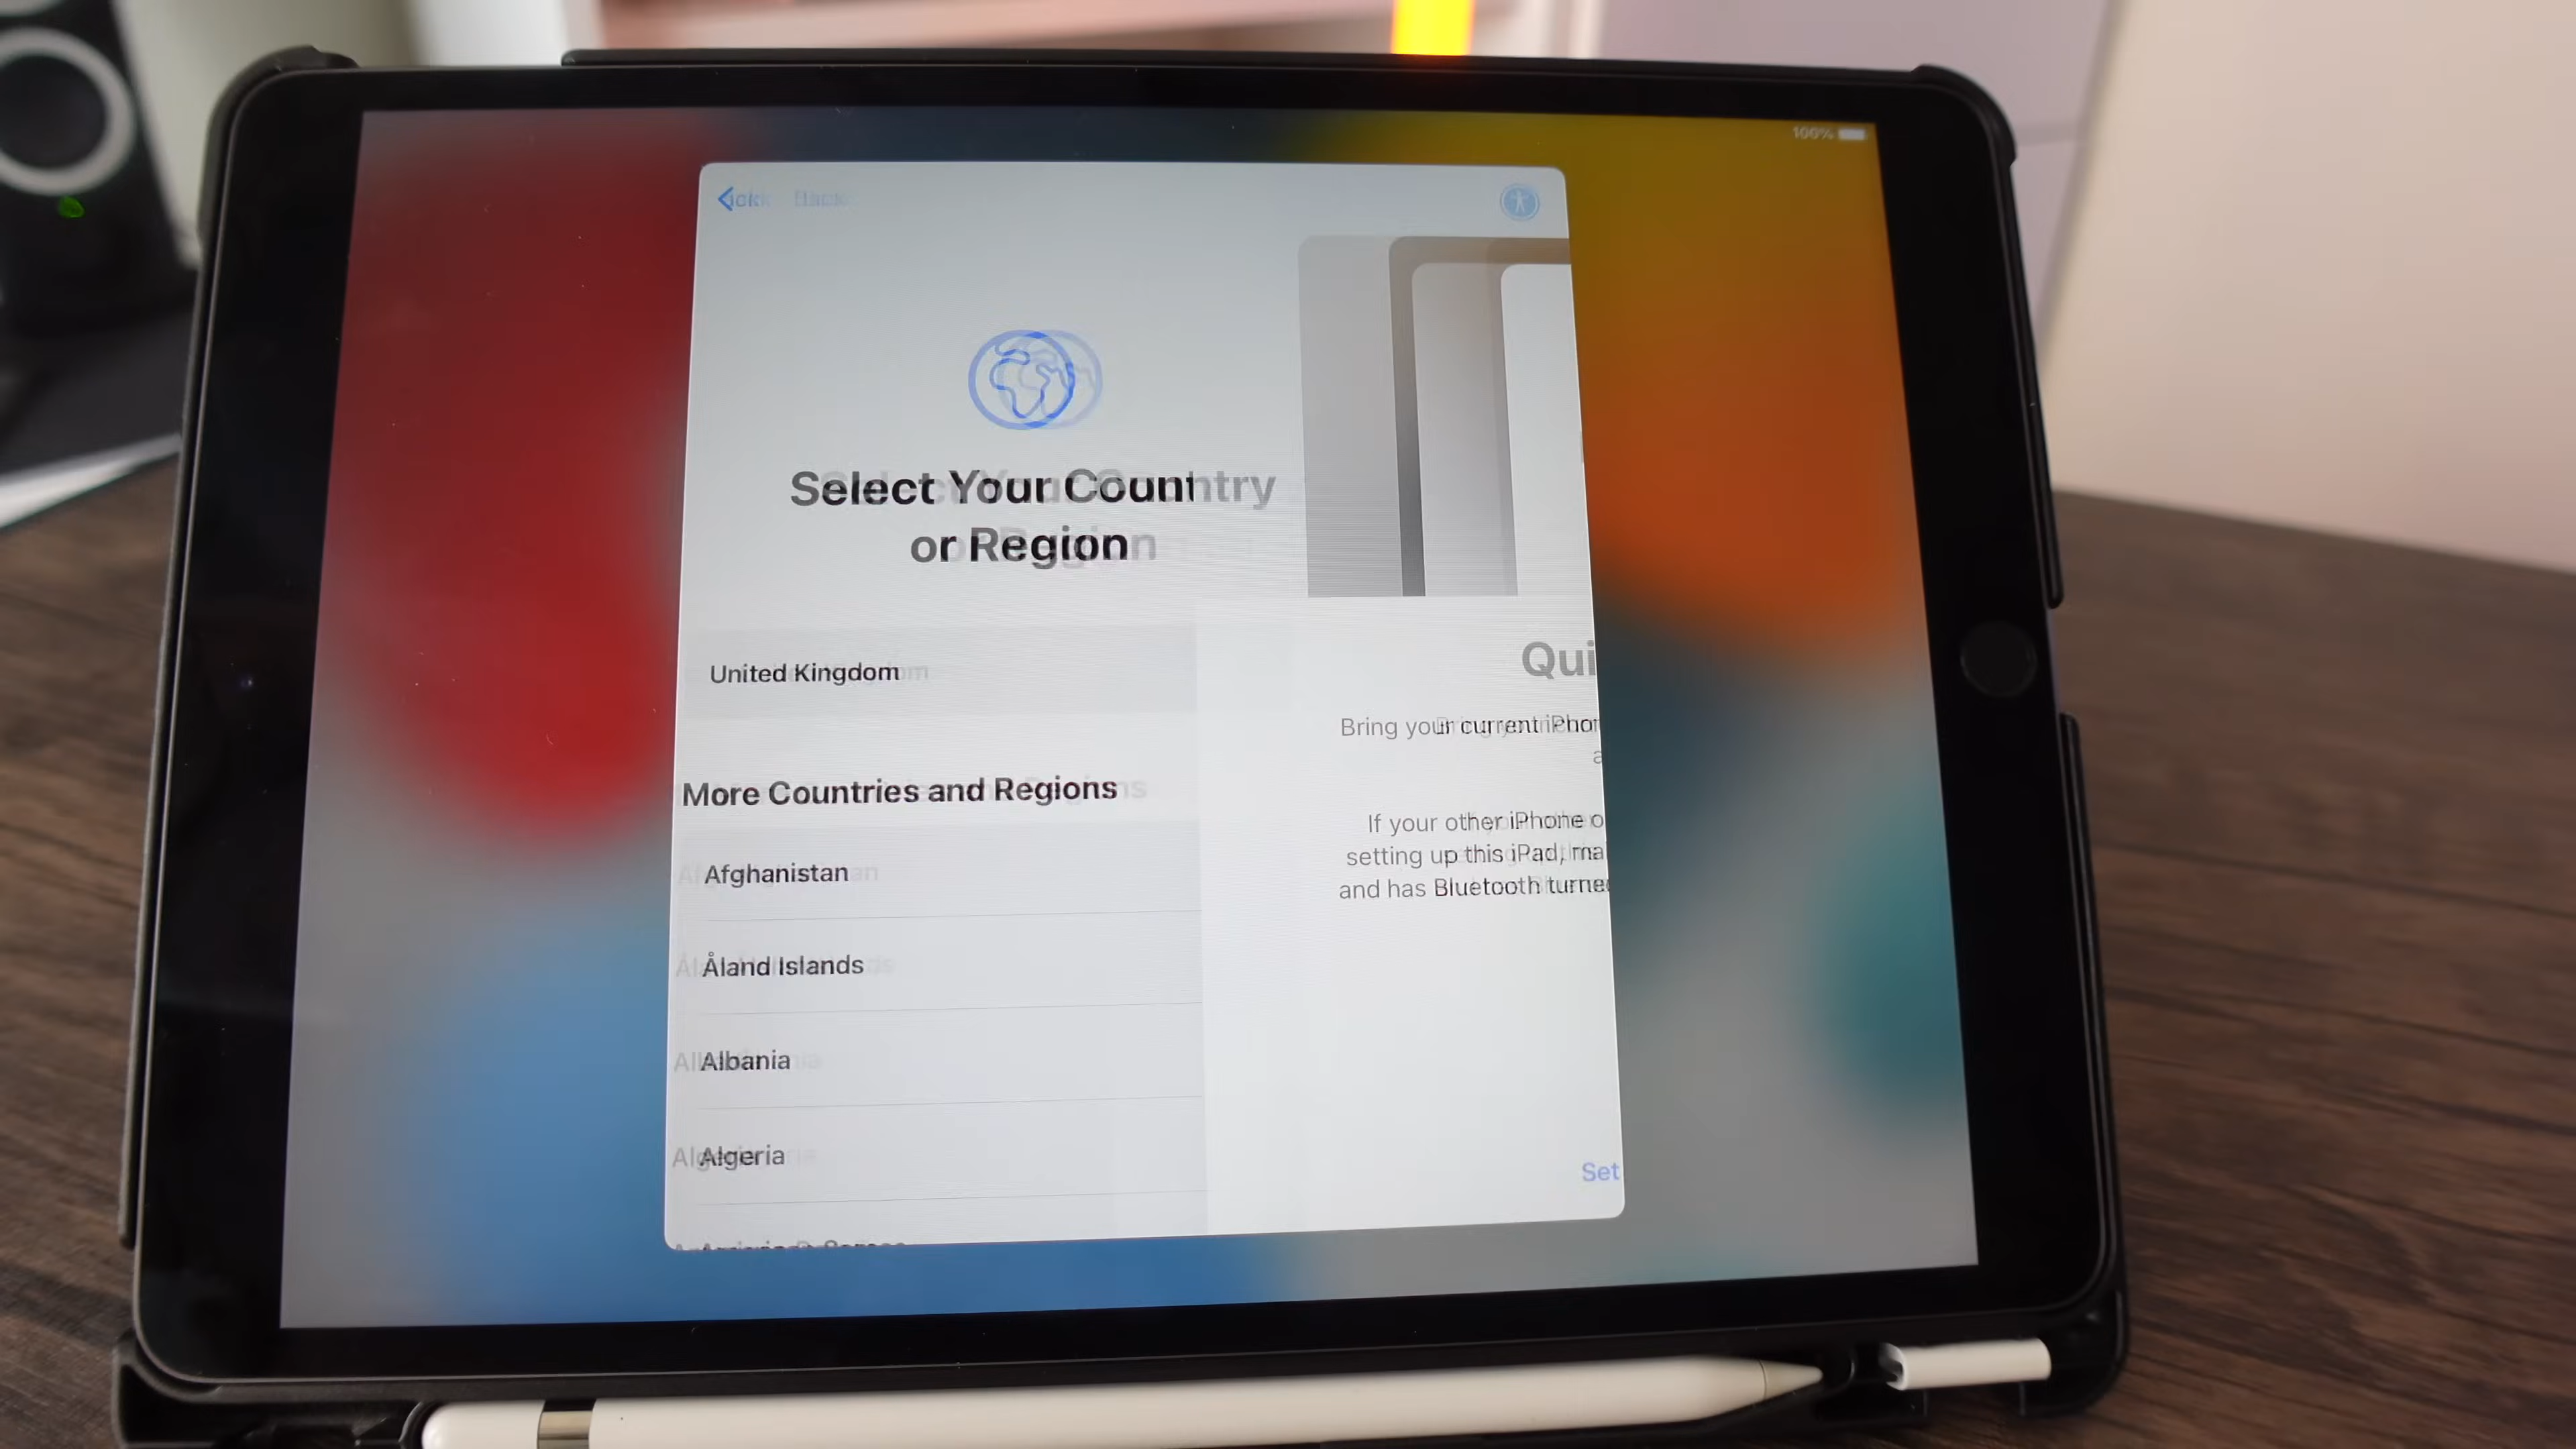 100%
Back
Select Your Country
or Region
United Kingdom
More Countries and Regions
Afghanistan
Åland Islands
Albania
Algeria
Qui
Bring your current iPhon
a
If your other iPhone o
setting up this iPad, ma
and has Bluetooth turned
Set